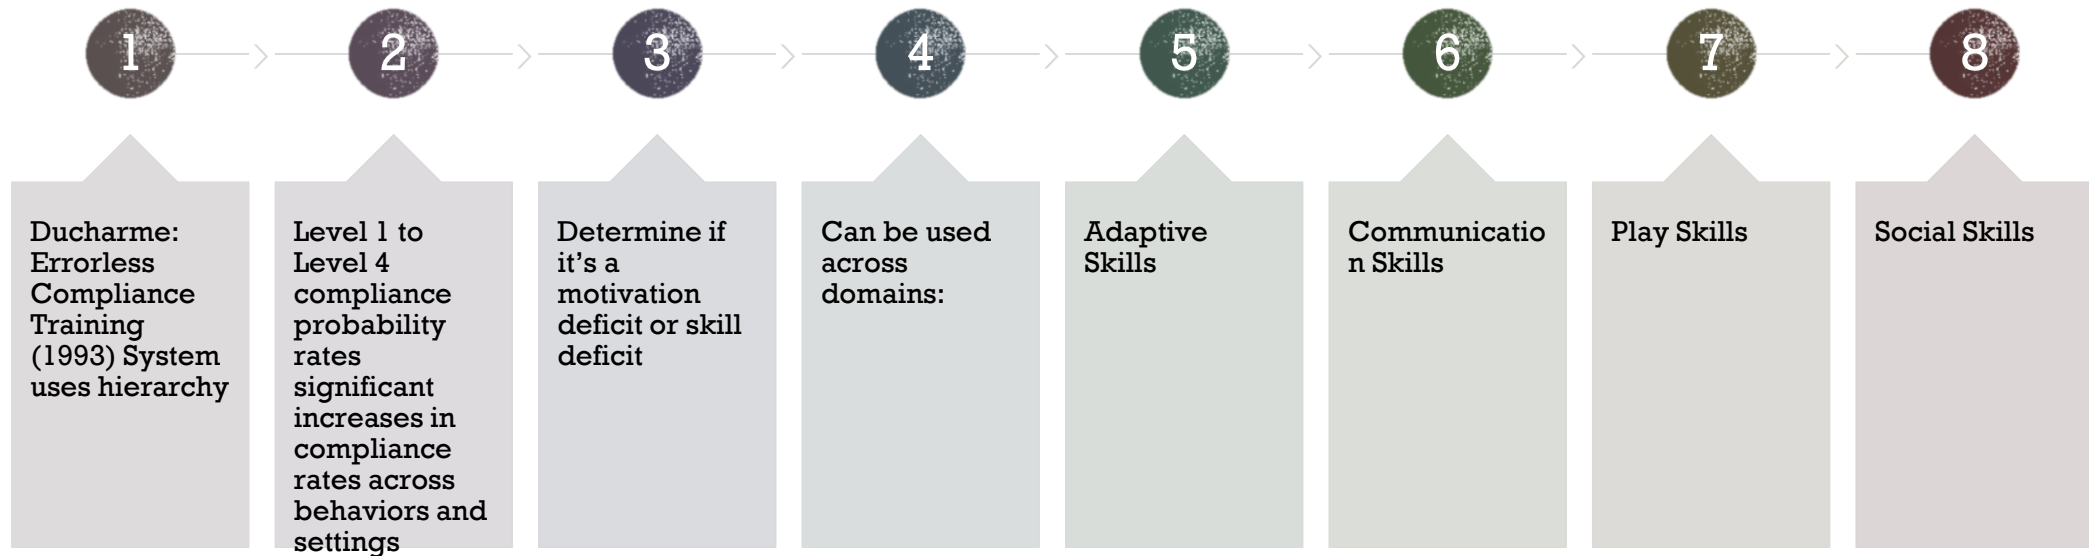 1
2
3
4
5
6
7
8
Ducharme:
Errorless
Compliance
Training
(1993) System
uses hierarchy
Level 1 to
Level 4
compliance
probability
rates
significant
increases in
compliance
rates across
behaviors and
settings
Determine if
it's a
motivation
deficit or skill
deficit
Can be used
across
domains:
Adaptive
Skills
Communicatio
n Skills
Play Skills
Social Skills